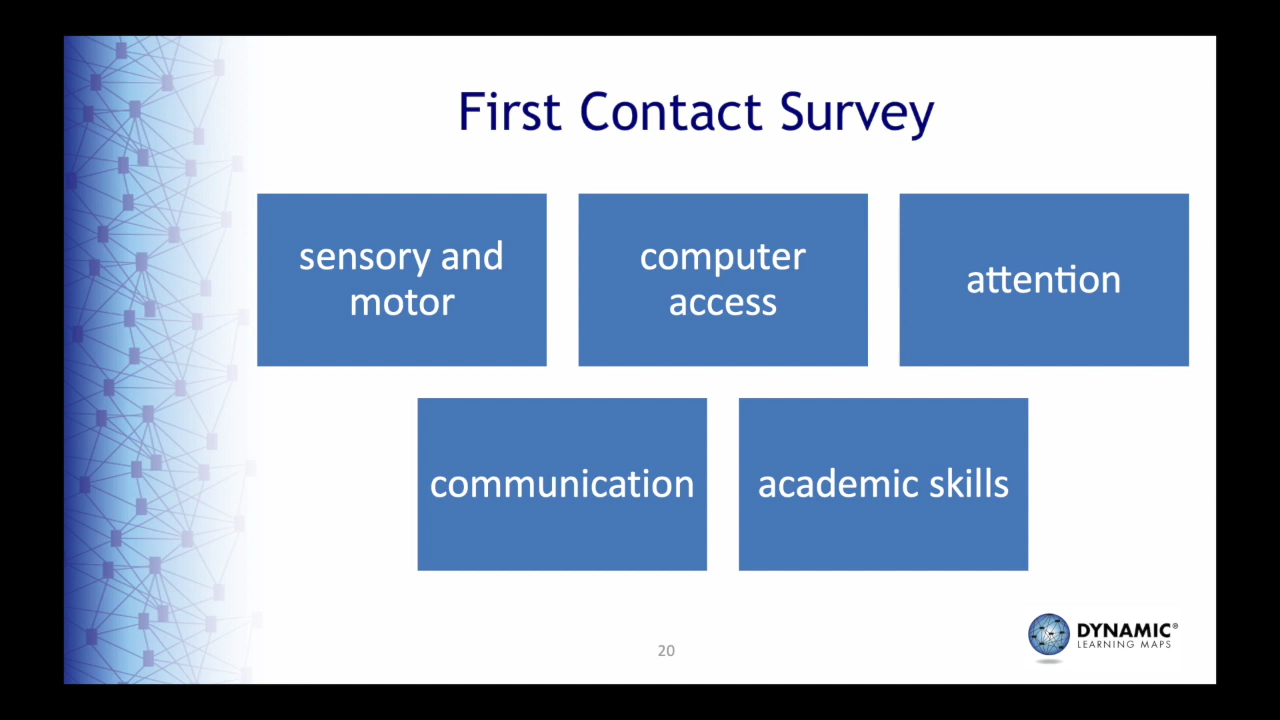 First Contact Survey
sensory and
motor
computer
access
attention
communication
academic skills
20
DYNAMIC®
LEARNING MAPS